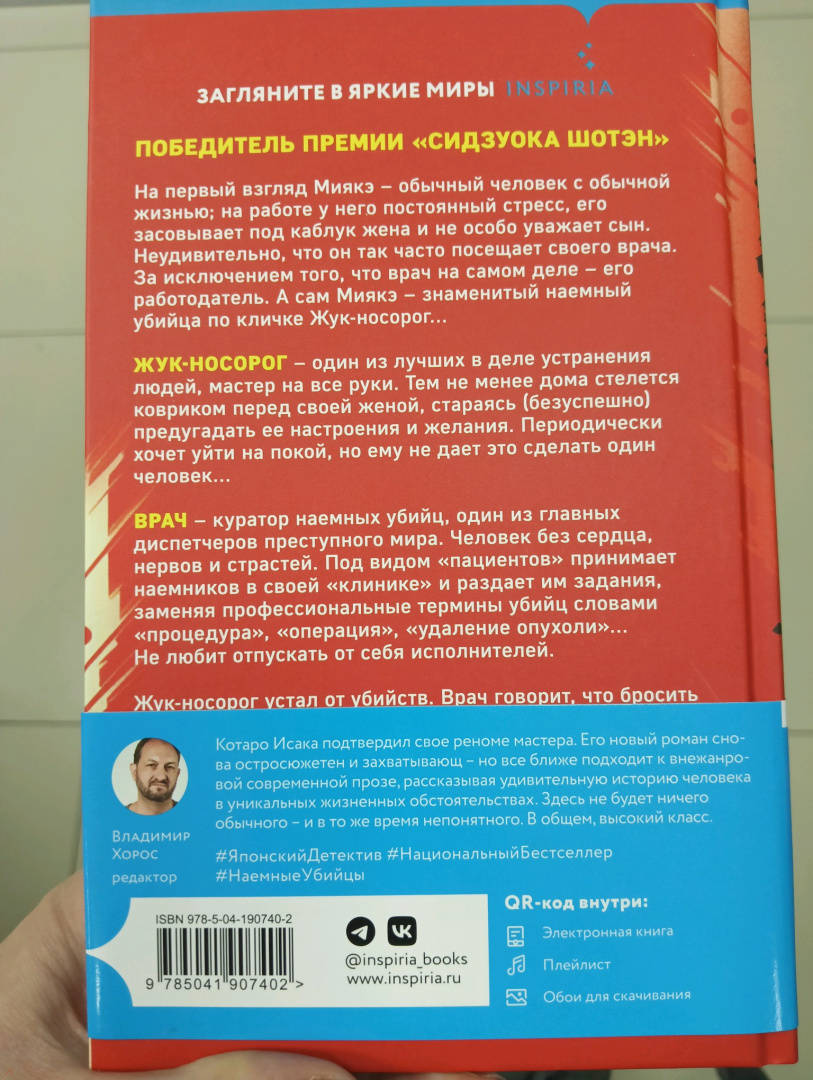 ЗАГЛЯНИТЕ В ЯРКИЕ МИРЫ INSPIRIA
ПОБЕДИТЕЛЬ ПРЕМИИ «СИДЗУОКА ШОТЭН»
На первый взгляд Миякэ – обычный человек с обычной
жизнью; на работе у него постоянный стресс, его
засовывает под каблук жена и не особо уважает сын.
Неудивительно, что он так часто посещает своего врача.
За исключением того, что врач на самом деле – его
работодатель. А сам Миякэ – знаменитый наемный
убийца по кличке Жук-носорог...
ЖУК-НОСОРОГ – один из лучших в деле устранения
людей, мастер на все руки. Тем не менее дома стелется
ковриком перед своей женой, стараясь (безуспешно)
предугадать ее настроения и желания. Периодически
хочет уйти на покой, но ему не дает это сделать один
человек...
ВРАЧ – куратор наемных убийц, один из главных
диспетчеров преступного мира. Человек без сердца,
нервов и страстей. Под видом «пациентов» принимает
наемников в своей «клинике» и раздает им задания,
заменяя профессиональные термины убийц словами
«процедура», «операция», «удаление опухоли»...
Не любит отпускать от себя исполнителей.
Жук-носорог устал от убийств. Врач говорит, что бросить
Котаро Исака подтвердил свое реноме мастера. Его новый роман сно-
ва остросюжетен и захватывающ – но все ближе подходит к внежанро-
вой современной прозе, рассказывая удивительную историю человека
в уникальных жизненных обстоятельствах. Здесь не будет ничего
обычного – и в то же время непонятного. В общем, высокий класс.
ВЛАДИМИР
ХОРОС
редактор
#ЯпонскийДетектив #НациональныйБестселлер
#НаемныеУбийцы
ISBN 978-5-04-190740-2
9 785041 907402 >
@inspiria_books
www.inspiria.ru
QR-код внутри:
Электронная книга
Плейлист
Обои для скачивания